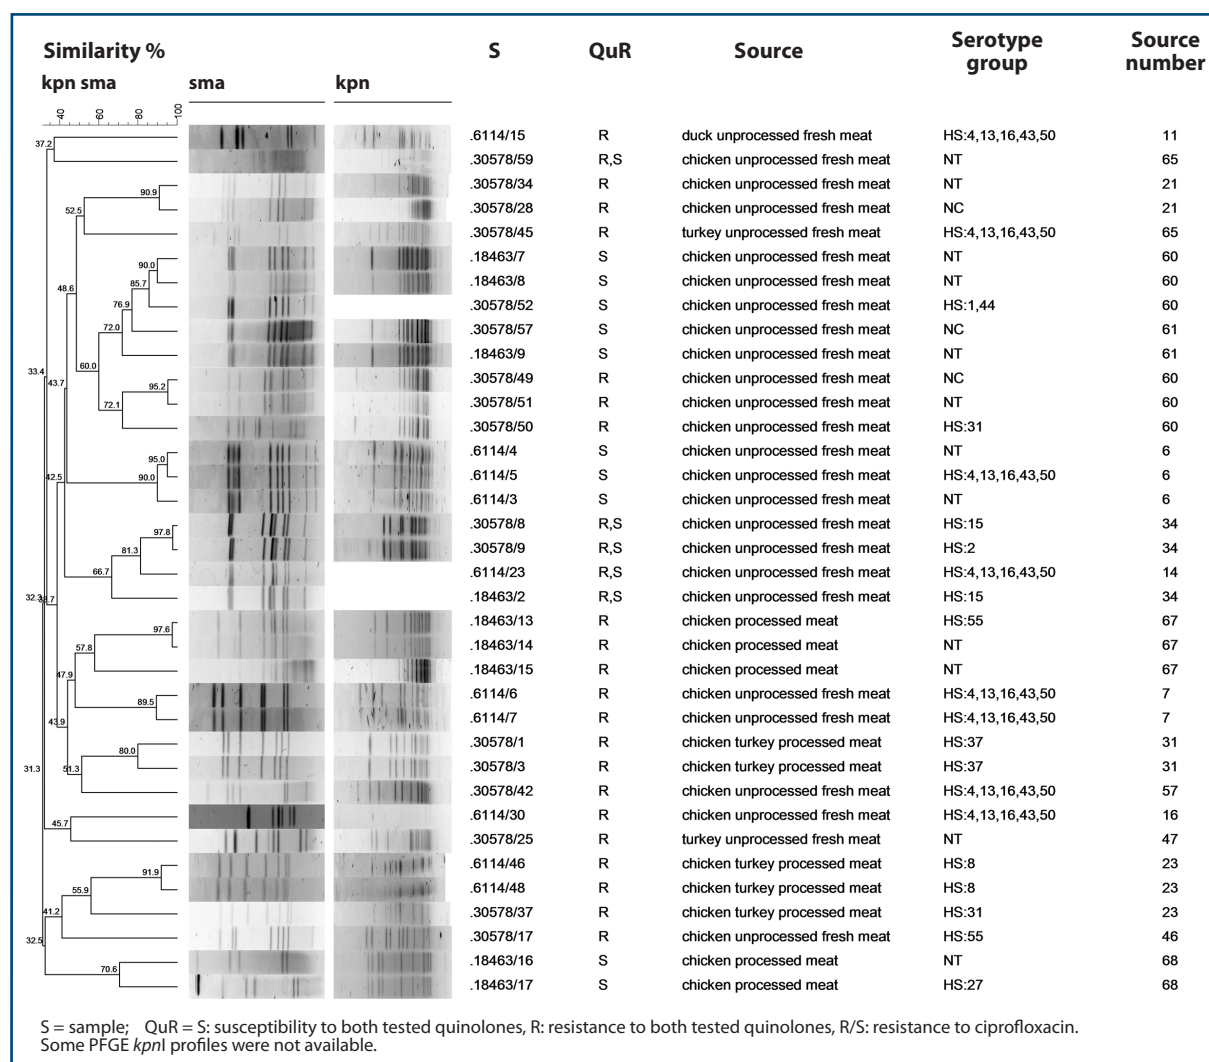 Similarity % S QuR Source Serotype group Source number
kpn sma sma kpn
40 60 80 100
37.2 .6114/15 R duck unprocessed fresh meat HS:4,13,16,43,50 11
.30578/59 R,S chicken unprocessed fresh meat NT 65
90.9 .30578/34 R chicken unprocessed fresh meat NT 21
52.5 .30578/28 R chicken unprocessed fresh meat NC 21
.30578/45 R turkey unprocessed fresh meat HS:4,13,16,43,50 65
90.0 .18463/7 S chicken unprocessed fresh meat NT 60
48.6 85.7 .18463/8 S chicken unprocessed fresh meat NT 60
76.9 .30578/52 S chicken unprocessed fresh meat HS:1,44 60
72.0 .30578/57 S chicken unprocessed fresh meat NC 61
.18463/9 S chicken unprocessed fresh meat NT 61
33.4 43.7 60.0 95.2 .30578/49 R chicken unprocessed fresh meat NC 60
72.1 .30578/51 R chicken unprocessed fresh meat NT 60
.30578/50 R chicken unprocessed fresh meat HS:31 60
95.0 .6114/4 S chicken unprocessed fresh meat NT 6
42.5 90.0 .6114/5 S chicken unprocessed fresh meat HS:4,13,16,43,50 6
.6114/3 S chicken unprocessed fresh meat NT 6
97.8 .30578/8 R,S chicken unprocessed fresh meat HS:15 34
81.3 .30578/9 R,S chicken unprocessed fresh meat HS:2 34
66.7 .6114/23 R,S chicken unprocessed fresh meat HS:4,13,16,43,50 14
.18463/2 R,S chicken unprocessed fresh meat HS:15 34
97.6 .18463/13 R chicken processed meat HS:55 67
57.8 .18463/14 R chicken processed meat NT 67
47.9 .18463/15 R chicken processed meat NT 67
89.5 .6114/6 R chicken unprocessed fresh meat HS:4,13,16,43,50 7
43.9 .6114/7 R chicken unprocessed fresh meat HS:4,13,16,43,50 7
80.0 .30578/1 R chicken turkey processed meat HS:37 31
31.3 51.3 .30578/3 R chicken turkey processed meat HS:37 31
.30578/42 R chicken unprocessed fresh meat HS:4,13,16,43,50 57
45.7 .6114/30 R chicken unprocessed fresh meat HS:4,13,16,43,50 16
.30578/25 R turkey unprocessed fresh meat NT 47
91.9 .6114/46 R chicken turkey processed meat HS:8 23
55.9 .6114/48 R chicken turkey processed meat HS:8 23
41.2 .30578/37 R chicken turkey processed meat HS:31 23
32.5 .30578/17 R chicken unprocessed fresh meat HS:55 46
70.6 .18463/16 S chicken processed meat NT 68
.18463/17 S chicken processed meat HS:27 68
S = sample; QuR = S: susceptibility to both tested quinolones, R: resistance to both tested quinolones, R/S: resistance to ciprofloxacin.
Some PFGE kpnI profiles were not available.